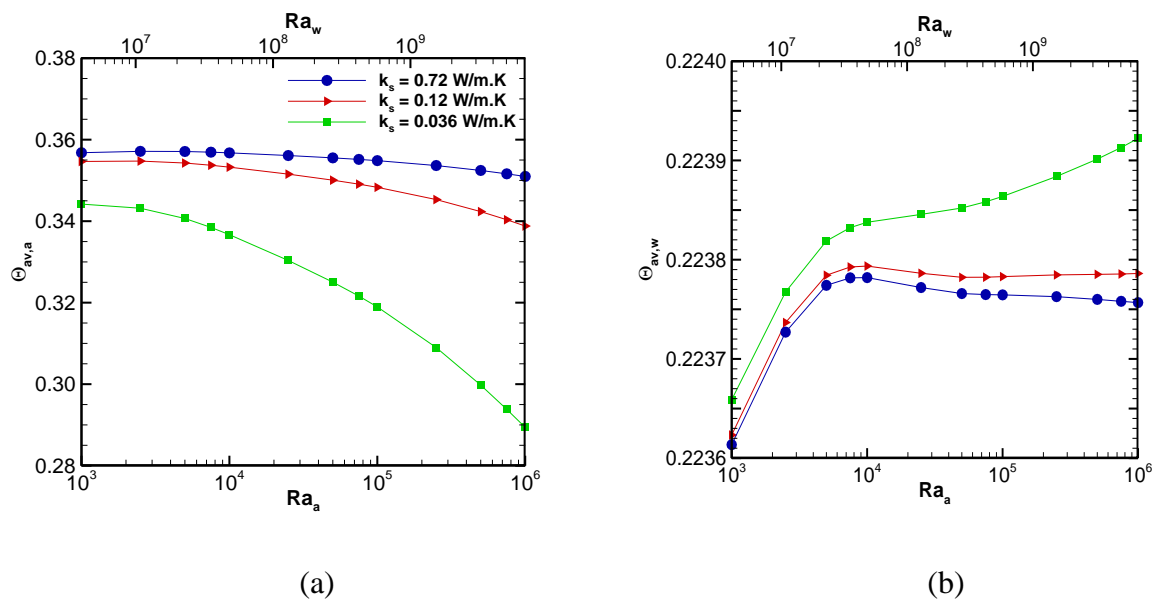 Ra_w
10^7 10^8 10^9
0.38
0.36
0.34
0.32
0.30
0.28
Θ_av,a
k_s = 0.72 W/m.K
k_s = 0.12 W/m.K
k_s = 0.036 W/m.K
10^3 10^4 10^5 10^6
Ra_a
(a)
Ra_w
10^7 10^8 10^9
0.2240
0.2239
0.2238
0.2237
0.2236
Θ_av,w
10^3 10^4 10^5 10^6
Ra_a
(b)